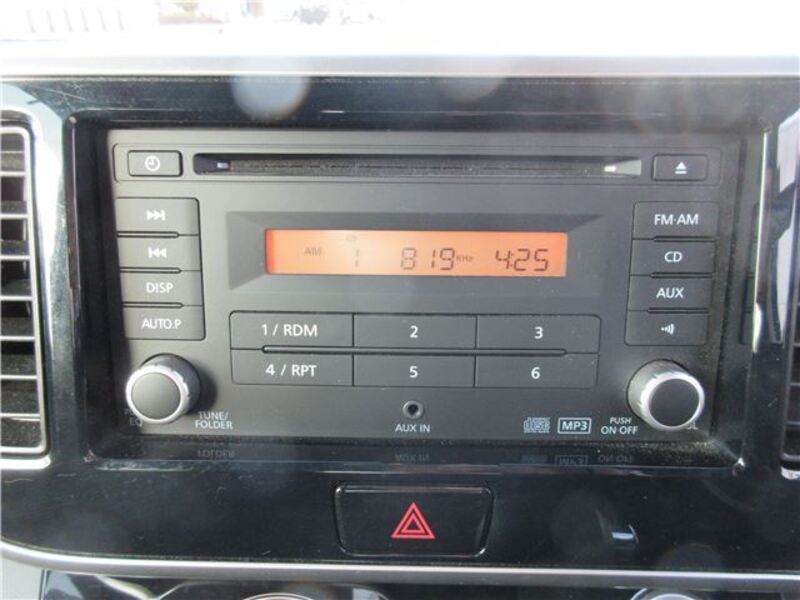 FM·AM
AM 1 819 KHz 4:25
CD
DISP
AUX
AUTO.P
1 / RDM
2
3
4 / RPT
5
6
AUX IN
TUNE/
FOLDER
EQ
MP3
PUSH
ON·OFF